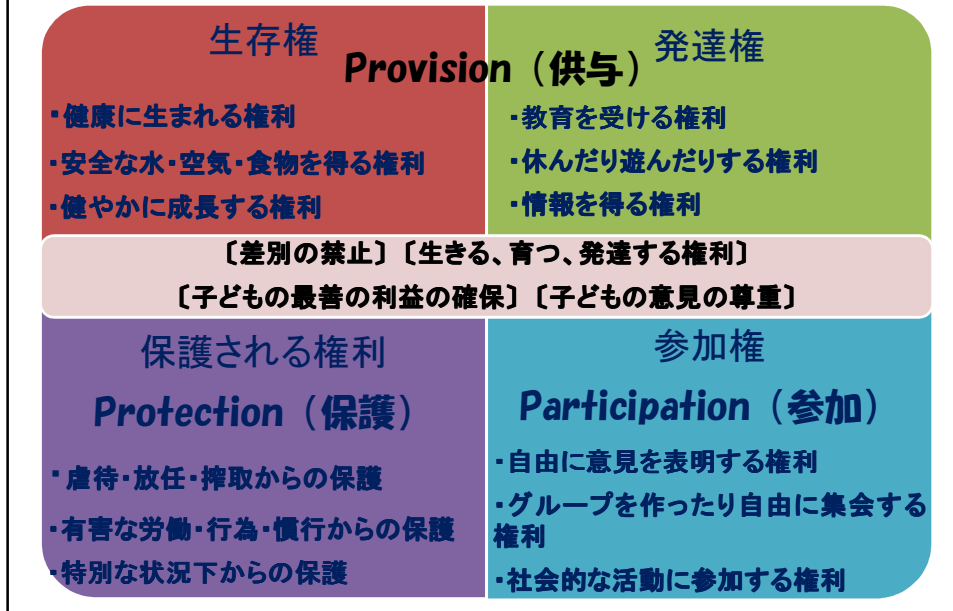 生存権
発達権
Provision（供与）
・健康に生まれる権利
・安全な水・空気・食物を得る権利
・健やかに成長する権利
・教育を受ける権利
・休んだり遊んだりする権利
・情報を得る権利
〔差別の禁止〕〔生きる、育つ、発達する権利〕
〔子どもの最善の利益の確保〕〔子どもの意見の尊重〕
保護される権利
Protection（保護）
・虐待・放任・搾取からの保護
・有害な労働・行為・慣行からの保護
・特別な状況下からの保護
参加権
Participation（参加）
・自由に意見を表明する権利
・グループを作ったり自由に集会する
権利
・社会的な活動に参加する権利